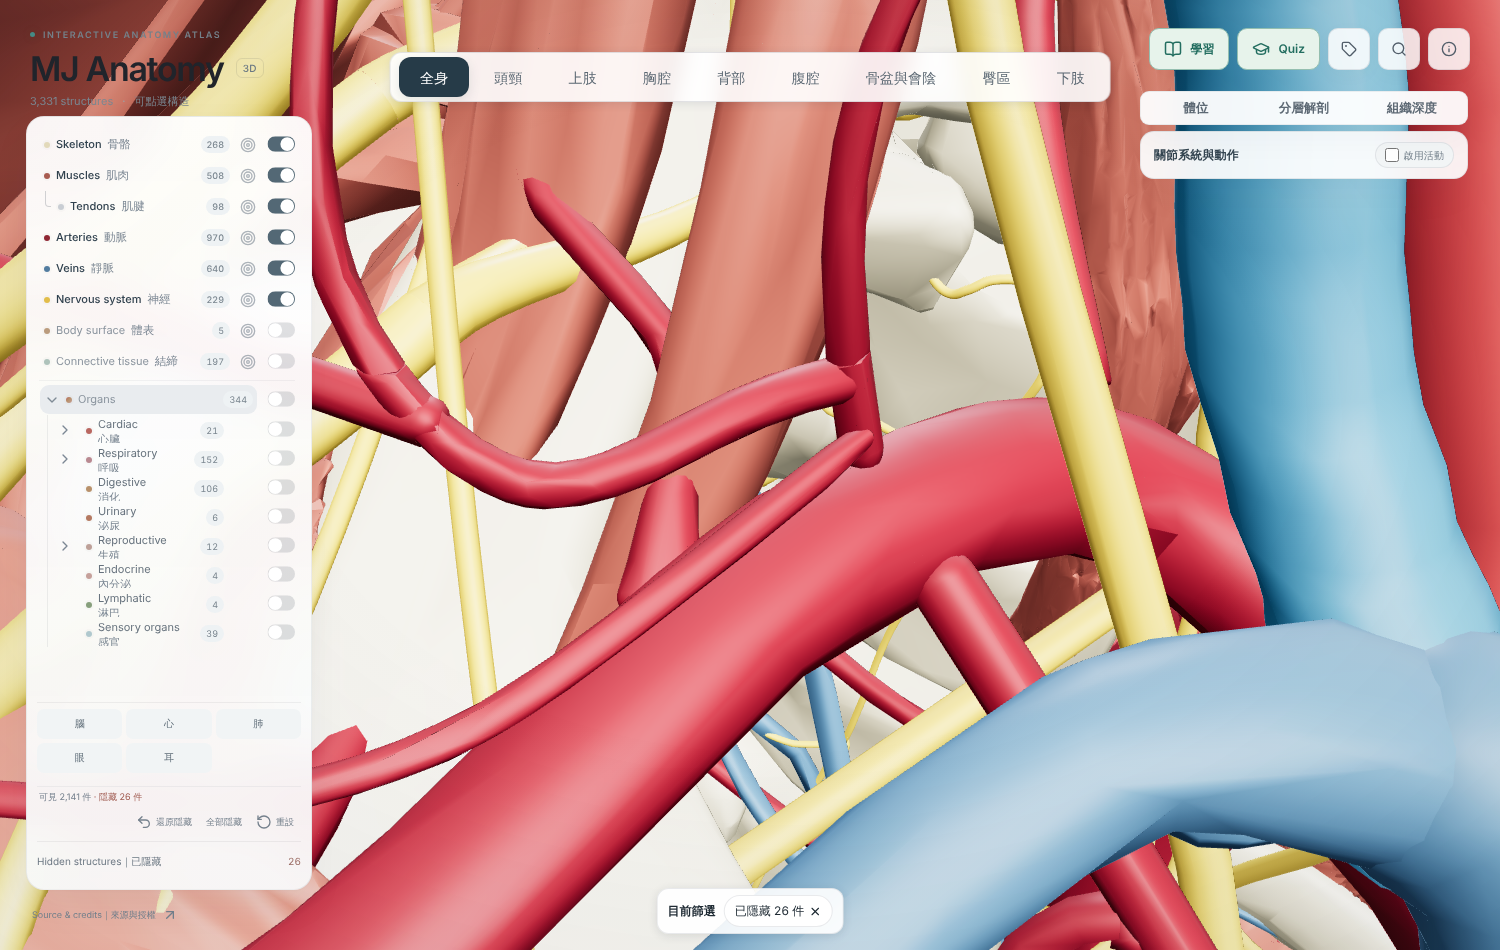 INTERACTIVE ANATOMY ATLAS
MJ Anatomy 3D
3,331 structures · 可點選構造
全身 頭頸 上肢 胸腔 背部 腹腔 骨盆與會陰 臀區 下肢
學習 Quiz
體位 分層解剖 組織深度
關節系統與動作 啟用活動
Skeleton 骨骼 268
Muscles 肌肉 508
Tendons 肌腱 98
Arteries 動脈 970
Veins 靜脈 640
Nervous system 神經 229
Body surface 體表 5
Connective tissue 結締 197
Organs 344
Cardiac 21
心臟
Respiratory 152
呼吸
Digestive 106
消化
Urinary 6
泌尿
Reproductive 12
生殖
Endocrine 4
內分泌
Lymphatic 4
淋巴
Sensory organs 39
感官
腦 心 肺
眼 耳
可見 2,141 件 · 隱藏 26 件
還原隱藏 全部隱藏 重設
Hidden structures | 已隱藏 26
Source & credits | 來源與授權
目前篩選 已隱藏 26 件 ×